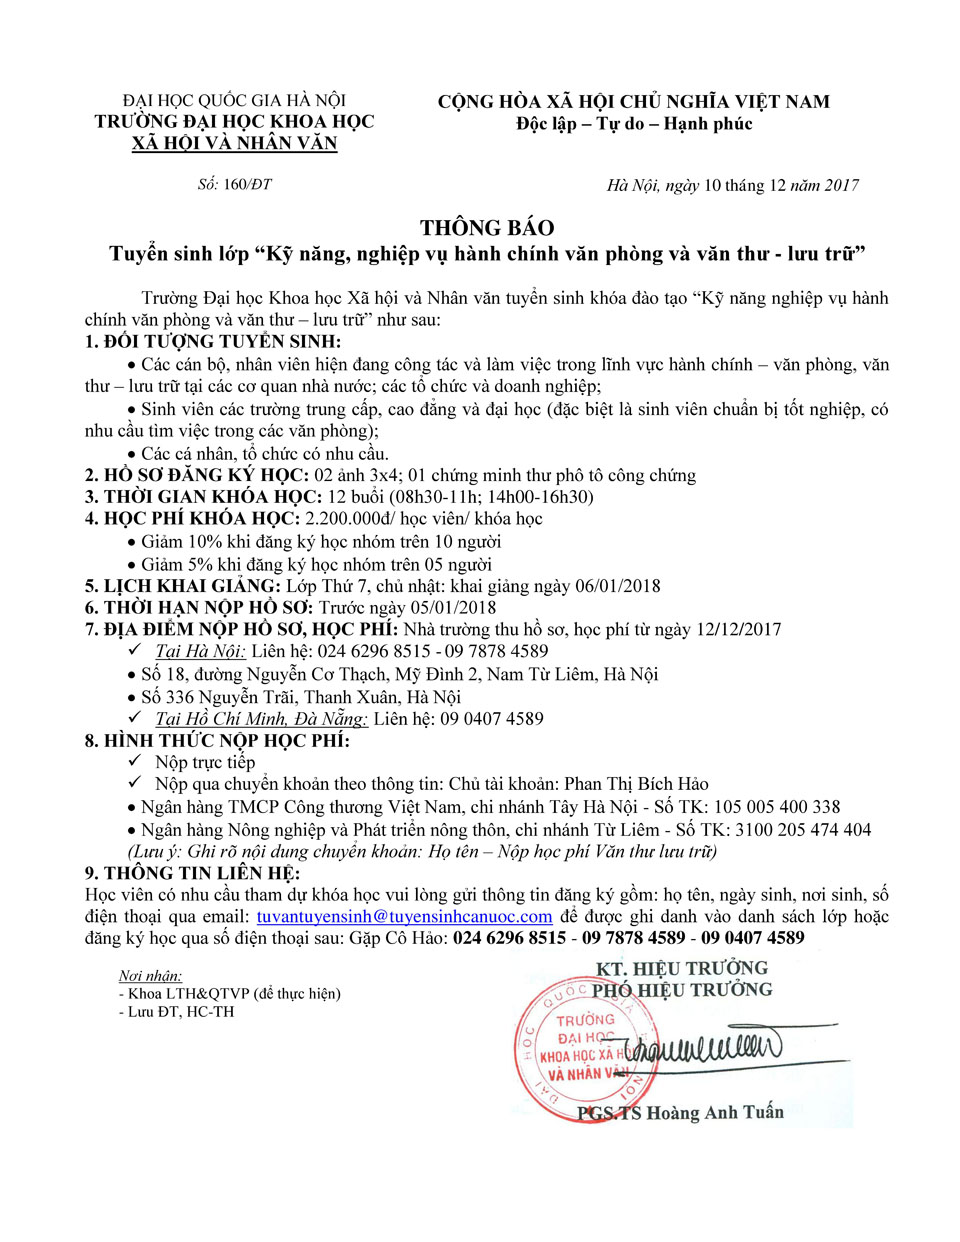 ĐẠI HỌC QUỐC GIA HÀ NỘI
TRƯỜNG ĐẠI HỌC KHOA HỌC
XÃ HỘI VÀ NHÂN VĂN
CỘNG HÒA XÃ HỘI CHỦ NGHĨA VIỆT NAM
Độc lập – Tự do – Hạnh phúc
Số: 160/ĐT
Hà Nội, ngày 10 tháng 12 năm 2017
THÔNG BÁO
Tuyển sinh lớp “Kỹ năng, nghiệp vụ hành chính văn phòng và văn thư - lưu trữ”
Trường Đại học Khoa học Xã hội và Nhân văn tuyển sinh khóa đào tạo “Kỹ năng nghiệp vụ hành
chính văn phòng và văn thư – lưu trữ” như sau:
1. ĐỐI TƯỢNG TUYỂN SINH:
• Các cán bộ, nhân viên hiện đang công tác và làm việc trong lĩnh vực hành chính – văn phòng, văn
thư – lưu trữ tại các cơ quan nhà nước; các tổ chức và doanh nghiệp;
• Sinh viên các trường trung cấp, cao đẳng và đại học (đặc biệt là sinh viên chuẩn bị tốt nghiệp, có
nhu cầu tìm việc trong các văn phòng);
• Các cá nhân, tổ chức có nhu cầu.
2. HỒ SƠ ĐĂNG KÝ HỌC: 02 ảnh 3x4; 01 chứng minh thư phô tô công chứng
3. THỜI GIAN KHÓA HỌC: 12 buổi (08h30-11h; 14h00-16h30)
4. HỌC PHÍ KHÓA HỌC: 2.200.000đ/ học viên/ khóa học
• Giảm 10% khi đăng ký học nhóm trên 10 người
• Giảm 5% khi đăng ký học nhóm trên 05 người
5. LỊCH KHAI GIẢNG: Lớp Thứ 7, chủ nhật: khai giảng ngày 06/01/2018
6. THỜI HẠN NỘP HỒ SƠ: Trước ngày 05/01/2018
7. ĐỊA ĐIỂM NỘP HỒ SƠ, HỌC PHÍ: Nhà trường thu hồ sơ, học phí từ ngày 12/12/2017
✓ Tại Hà Nội: Liên hệ: 024 6296 8515 - 09 7878 4589
• Số 18, đường Nguyễn Cơ Thạch, Mỹ Đình 2, Nam Từ Liêm, Hà Nội
• Số 336 Nguyễn Trãi, Thanh Xuân, Hà Nội
✓ Tại Hồ Chí Minh, Đà Nẵng: Liên hệ: 09 0407 4589
8. HÌNH THỨC NỘP HỌC PHÍ:
✓ Nộp trực tiếp
✓ Nộp qua chuyển khoản theo thông tin: Chủ tài khoản: Phan Thị Bích Hảo
• Ngân hàng TMCP Công thương Việt Nam, chi nhánh Tây Hà Nội - Số TK: 105 005 400 338
• Ngân hàng Nông nghiệp và Phát triển nông thôn, chi nhánh Từ Liêm - Số TK: 3100 205 474 404
(Lưu ý: Ghi rõ nội dung chuyển khoản: Họ tên – Nộp học phí Văn thư lưu trữ)
9. THÔNG TIN LIÊN HỆ:
Học viên có nhu cầu tham dự khóa học vui lòng gửi thông tin đăng ký gồm: họ tên, ngày sinh, nơi sinh, số
điện thoại qua email: tuvantuyensinh@tuyensinhcanuoc.com để được ghi danh vào danh sách lớp hoặc
đăng ký học qua số điện thoại sau: Gặp Cô Hảo: 024 6296 8515 - 09 7878 4589 - 09 0407 4589
Nơi nhận:
- Khoa LTH&QTVP (để thực hiện)
- Lưu ĐT, HC-TH
KT. HIỆU TRƯỞNG
PHÓ HIỆU TRƯỞNG
ĐẠI HỌC QUỐC GIA NỘI
TRƯỜNG
ĐẠI HỌC
KHOA HỌC XÃ HỘI
VÀ NHÂN VĂN
PGS.TS Hoàng Anh Tuấn